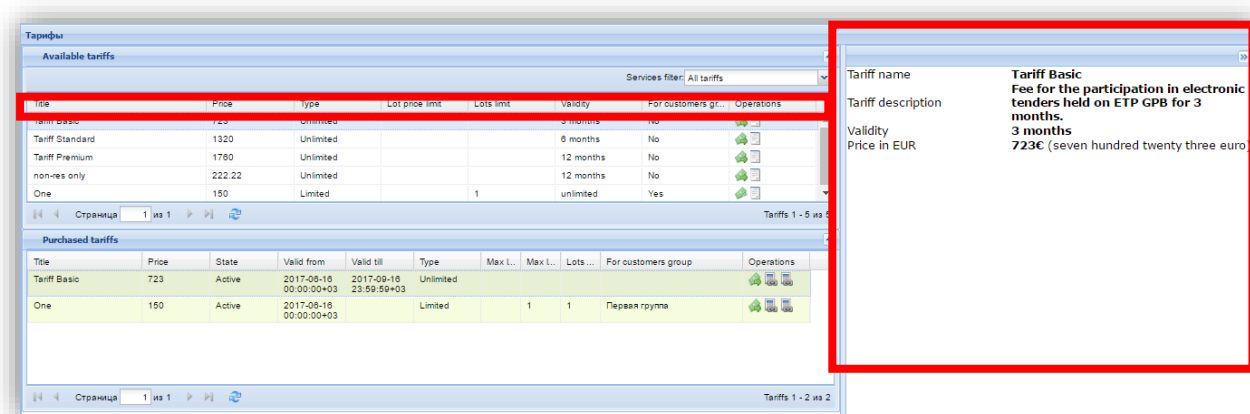 Тарифы
Available tariffs
Services filter: All tariffs
Title Price Type Lot price limit Lots limit Validity For customers gr... Operations
Tariff Basic 723 Unlimited 3 months No
Tariff Standard 1320 Unlimited 6 months No
Tariff Premium 1760 Unlimited 12 months No
non-res only 222.22 Unlimited 12 months No
One 150 Limited 1 unlimited Yes
Страница 1 из 1 Tariffs 1 - 5 из 5
Purchased tariffs
Title Price State Valid from Valid till Type Max l... Max l... Lots ... For customers group Operations
Tariff Basic 723 Active 2017-06-16 2017-09-16 Unlimited
00:00:00+03 23:59:59+03
One 150 Active 2017-06-16 Limited 1 1 Первая группа
00:00:00+03
Страница 1 из 1 Tariffs 1 - 2 из 2
Tariff name Tariff Basic
Tariff description Fee for the participation in electronic
tenders held on ETP GPB for 3
months.
Validity 3 months
Price in EUR 723€ (seven hundred twenty three euro)